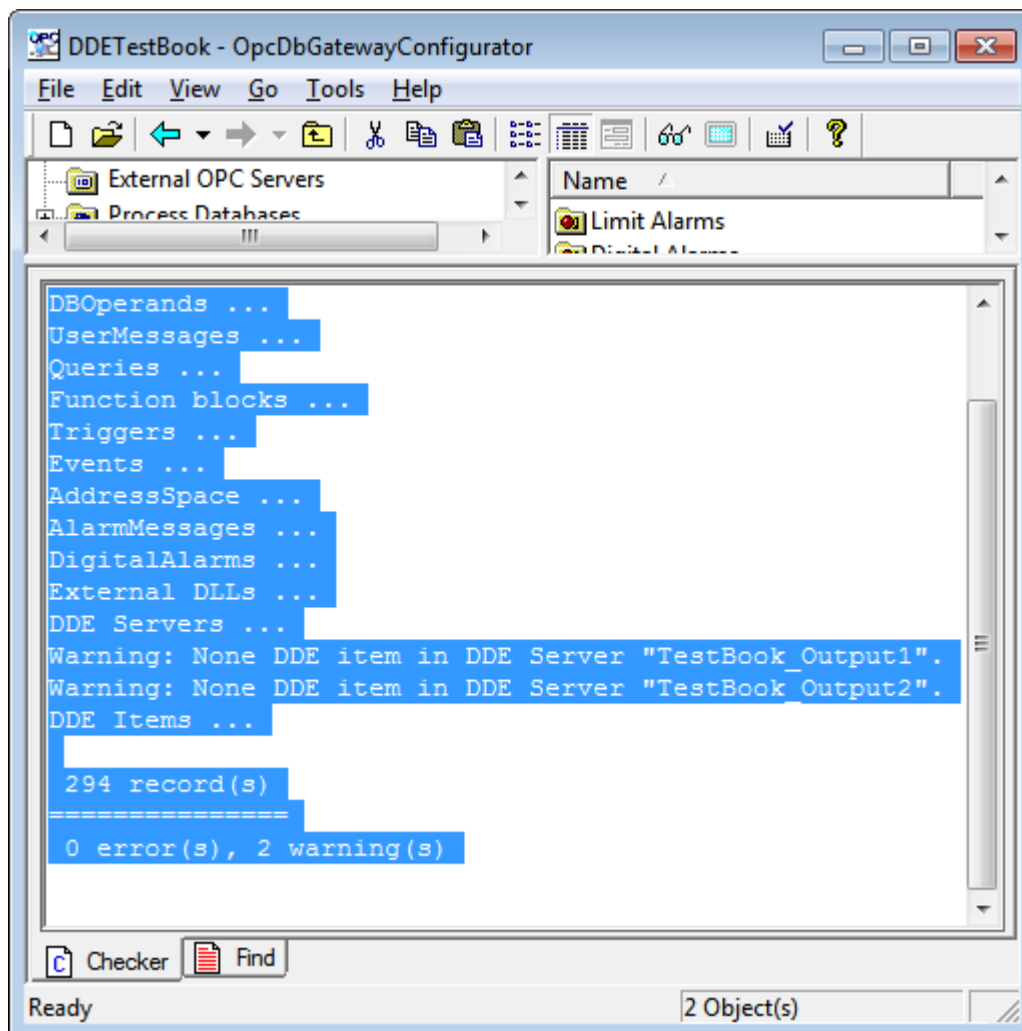 DDETestBook - OpcDbGatewayConfigurator
File Edit View Go Tools Help
External OPC Servers
Process Databases
Name
Limit Alarms
Digital Alarms
DBOperands ...
UserMessages ...
Queries ...
Function blocks ...
Triggers ...
Events ...
AddressSpace ...
AlarmMessages ...
DigitalAlarms ...
External DLLs ...
DDE Servers ...
Warning: None DDE item in DDE Server "TestBook_Output1".
Warning: None DDE item in DDE Server "TestBook_Output2".
DDE Items ...
294 record(s)
===============
0 error(s), 2 warning(s)
Checker Find
Ready 2 Object(s)